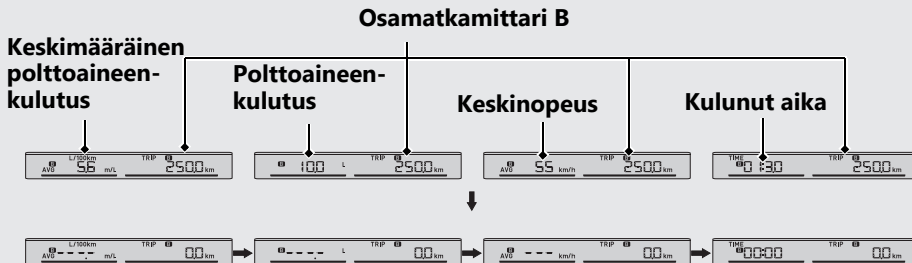 Osamatkamittari B
Keskimääräinen
polttoaineen-
kulutus
Polttoaineen-
kulutus
Keskinopeus
Kulunut aika
L/100km TRIP B
B AVG 5.6 m/L 250.0 km
TRIP B
B 10.0 L 250.0 km
TRIP B
B AVG 55 km/h 250.0 km
TIME TRIP B
B 01:30 250.0 km
L/100km TRIP B
B AVG ---.- m/L 0.0 km
TRIP B
B ---.- L 0.0 km
TRIP B
B AVG --- km/h 0.0 km
TIME TRIP B
B 00:00 0.0 km